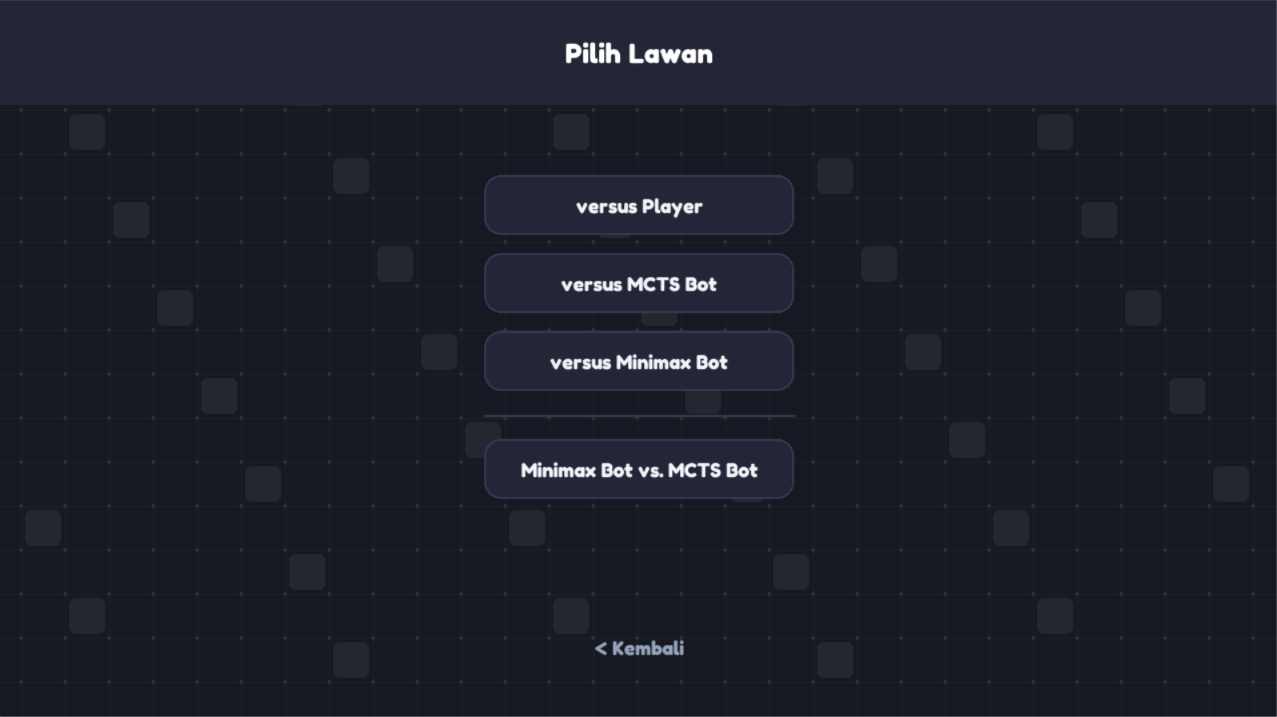 Pilih Lawan
versus Player
versus MCTS Bot
versus Minimax Bot
Minimax Bot vs. MCTS Bot
< Kembali